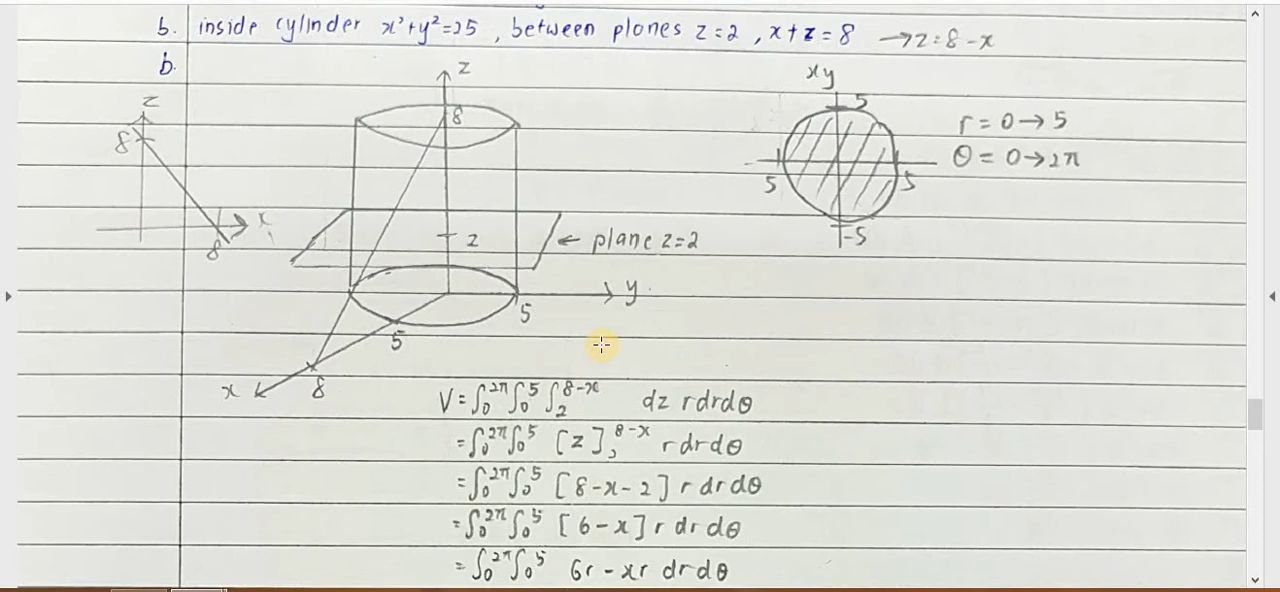 b. inside cylinder x²+y²=25 , between planes z=2 , x+z=8 → z=8-x
b.
z
8
x
8
z
8
2
← plane z=2
y
5
5
8
x
xy
5
5
5
-5
r = 0 → 5
θ = 0 → 2π
V = ∫₀^2π ∫₀^5 ∫₂^8-x dz r dr dθ
= ∫₀^2π ∫₀^5 [z]₂^8-x r dr dθ
= ∫₀^2π ∫₀^5 [8-x-2] r dr dθ
= ∫₀^2π ∫₀^5 [6-x] r dr dθ
= ∫₀^2π ∫₀^5 6r - xr dr dθ